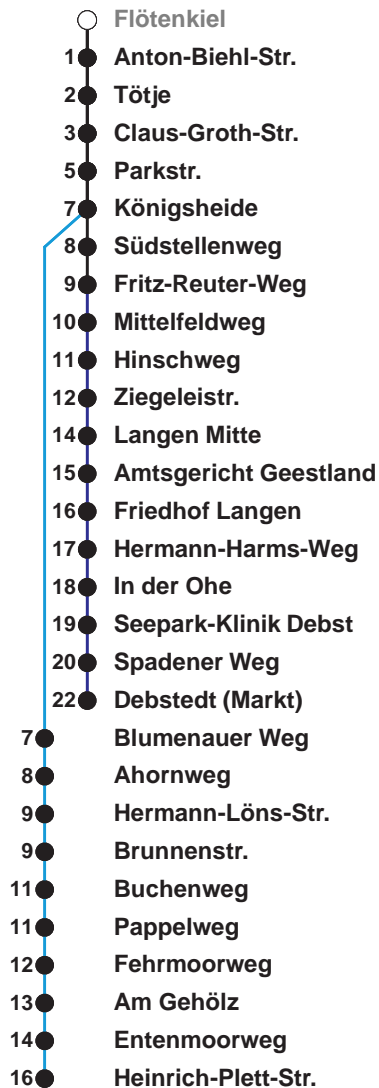 Flötenkiel
1 Anton-Biehl-Str.
2 Tötje
3 Claus-Groth-Str.
5 Parkstr.
7 Königsheide
8 Südstellenweg
9 Fritz-Reuter-Weg
10 Mittelfeldweg
11 Hinschweg
12 Ziegeleistr.
14 Langen Mitte
15 Amtsgericht Geestland
16 Friedhof Langen
17 Hermann-Harms-Weg
18 In der Ohe
19 Seepark-Klinik Debst
20 Spadener Weg
22 Debstedt (Markt)
7 Blumenauer Weg
8 Ahornweg
9 Hermann-Löns-Str.
9 Brunnenstr.
11 Buchenweg
11 Pappelweg
12 Fehrmoorweg
13 Am Gehölz
14 Entenmoorweg
16 Heinrich-Plett-Str.